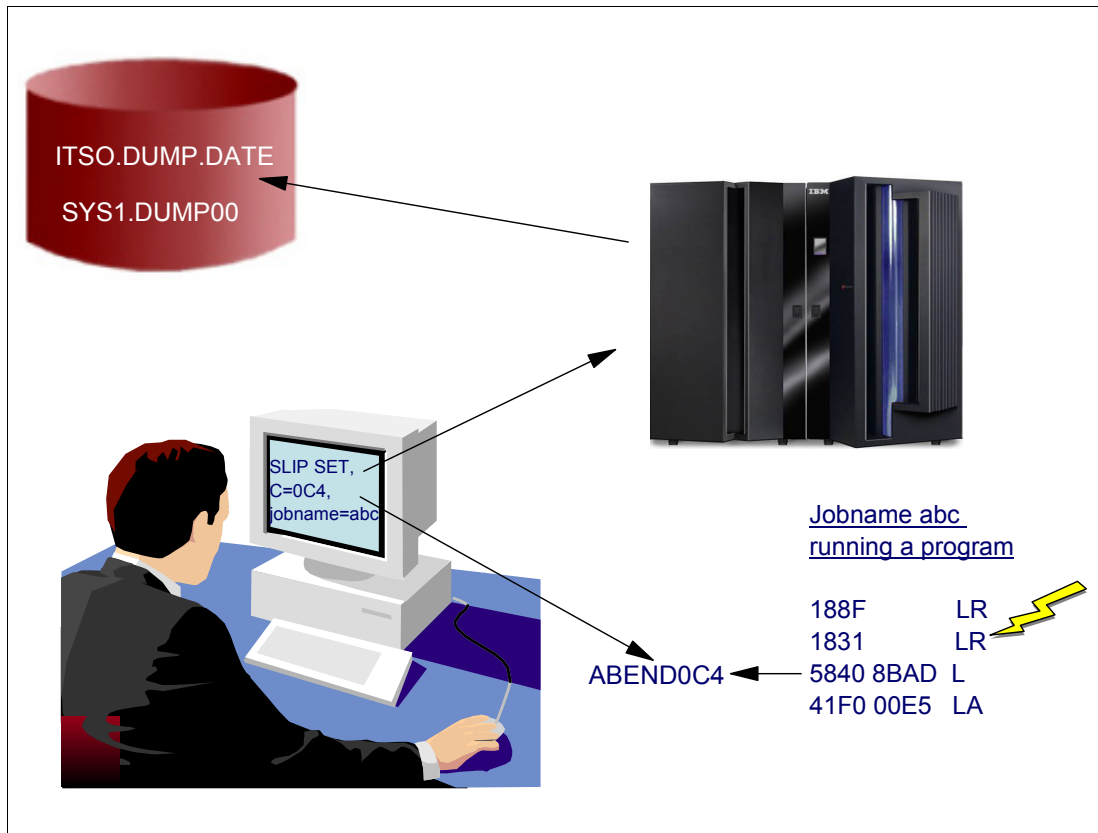 ITSO.DUMP.DATE
SYS1.DUMP00
IBM
SLIP SET,
C=0C4,
jobname=abc
Jobname abc
running a program
188F LR
1831 LR
ABEND0C4
5840 8BAD L
41F0 00E5 LA